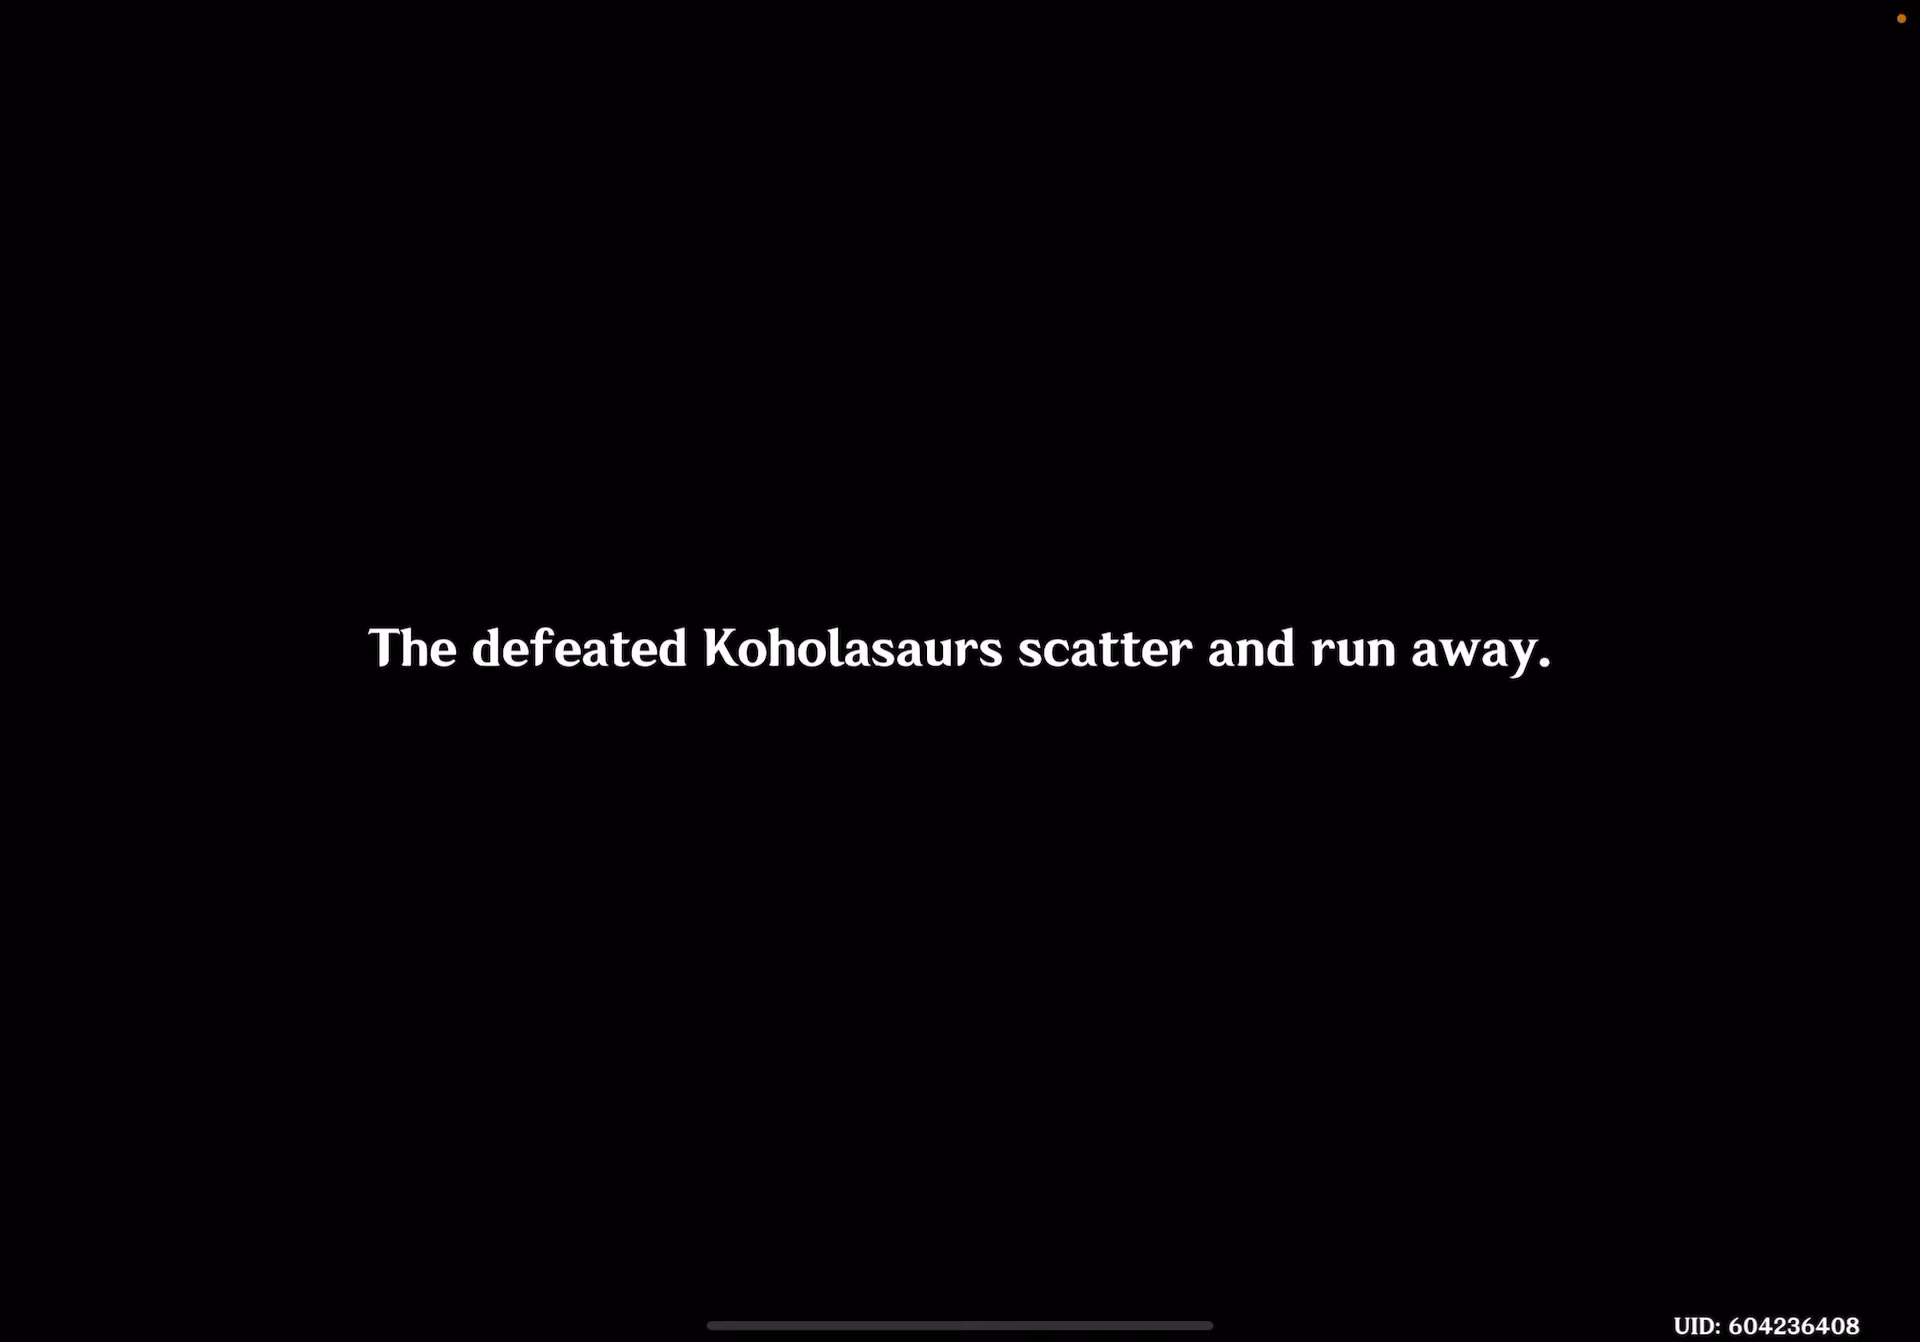 The defeated Koholasaurs scatter and run away.
UID: 604236408